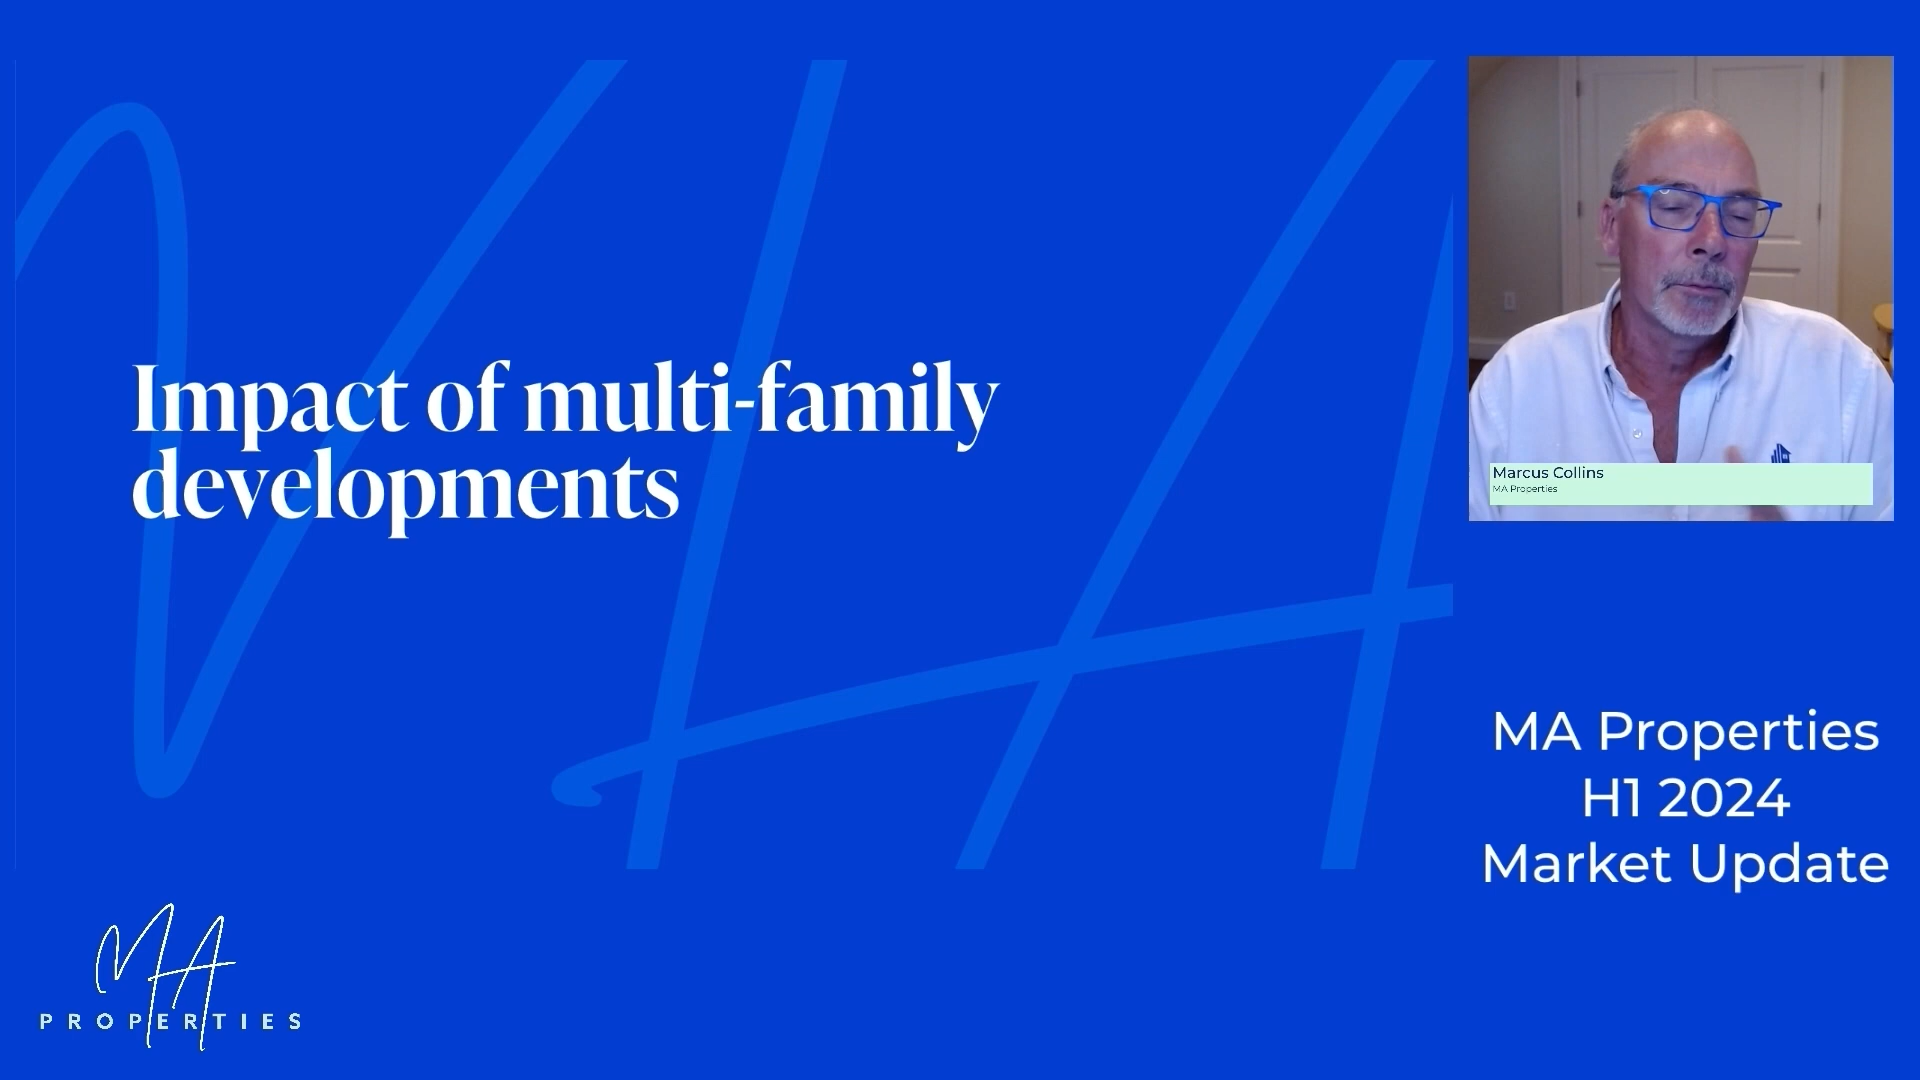 Impact of multi-family
developments
Marcus Collins
MA Properties
MA Properties
H1 2024
Market Update
MA
PROPERTIES